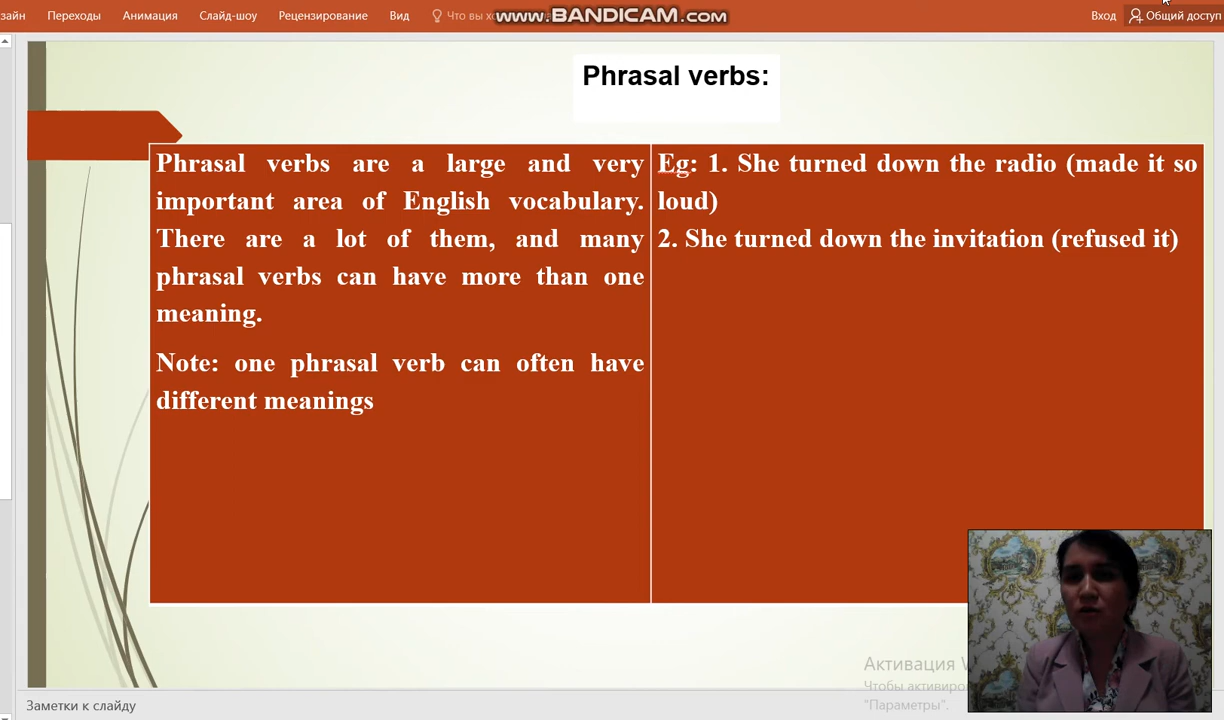 зайн Переходы Анимация Слайд-шоу Рецензирование Вид Что вы www.BANDICAM.com Вход Общий доступ
Phrasal verbs:
Phrasal verbs are a large and very
important area of English vocabulary.
There are a lot of them, and many
phrasal verbs can have more than one
meaning.
Note: one phrasal verb can often have
different meanings
Eg: 1. She turned down the radio (made it so
loud)
2. She turned down the invitation (refused it)
Активация
Чтобы
"Параметры".
Заметки к слайду